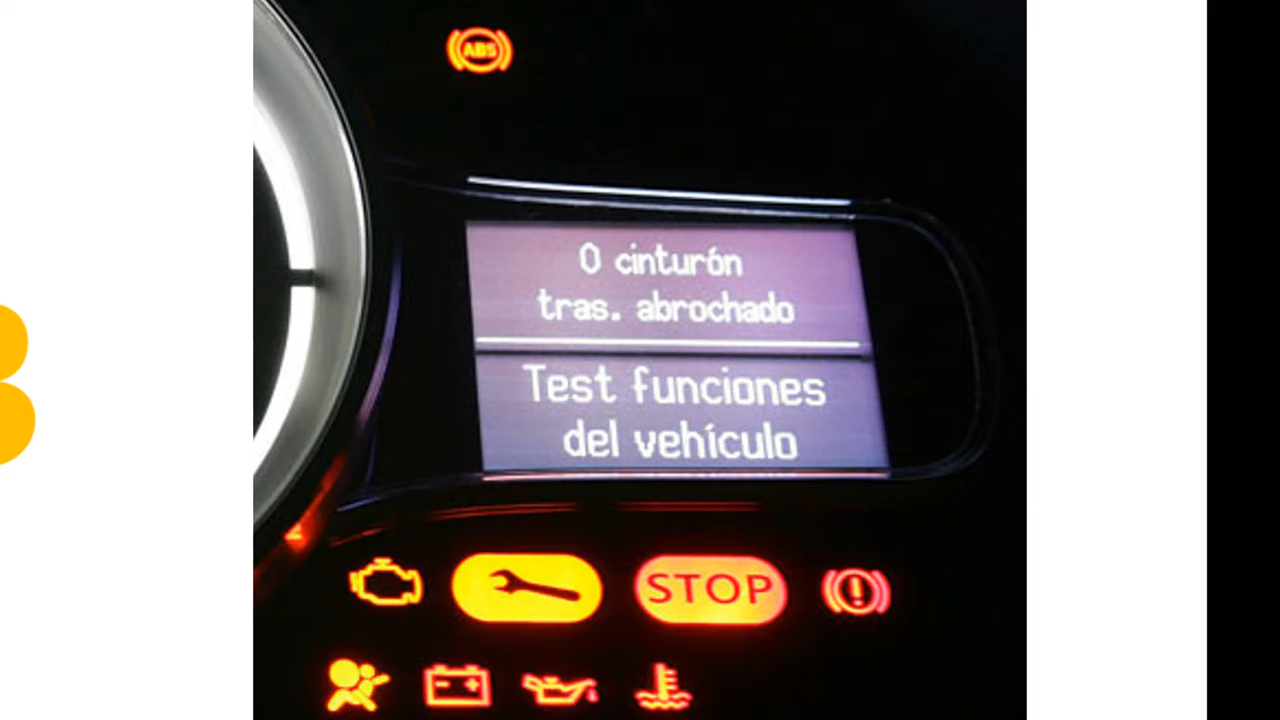 ABS
0 cinturón
tras. abrochado
Test funciones
del vehículo
STOP